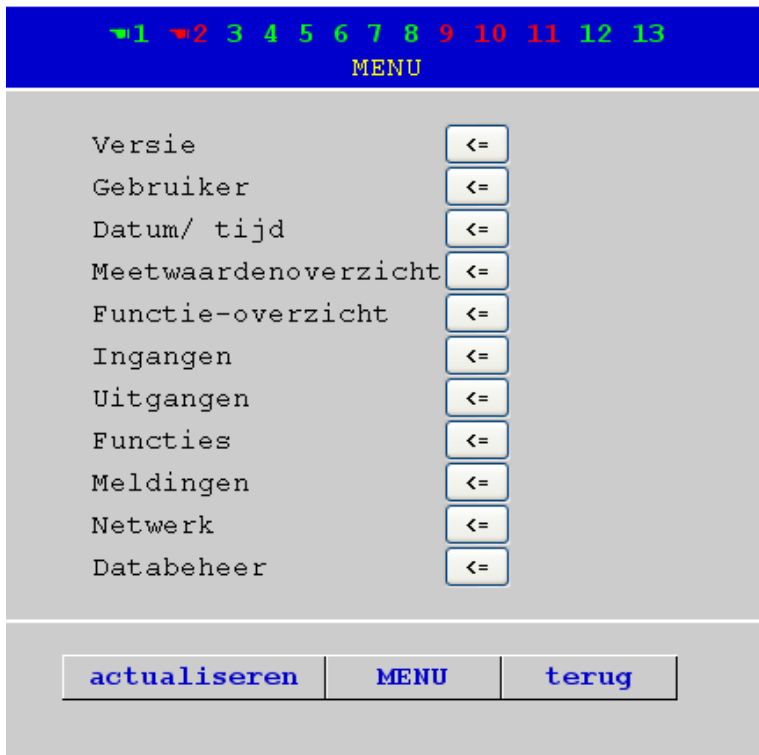 ☚1 ☚2 3 4 5 6 7 8 9 10 11 12 13
MENU
Versie <=
Gebruiker <=
Datum/ tijd <=
Meetwaardenoverzicht <=
Functie-overzicht <=
Ingangen <=
Uitgangen <=
Functies <=
Meldingen <=
Netwerk <=
Databeheer <=
actualiseren MENU terug